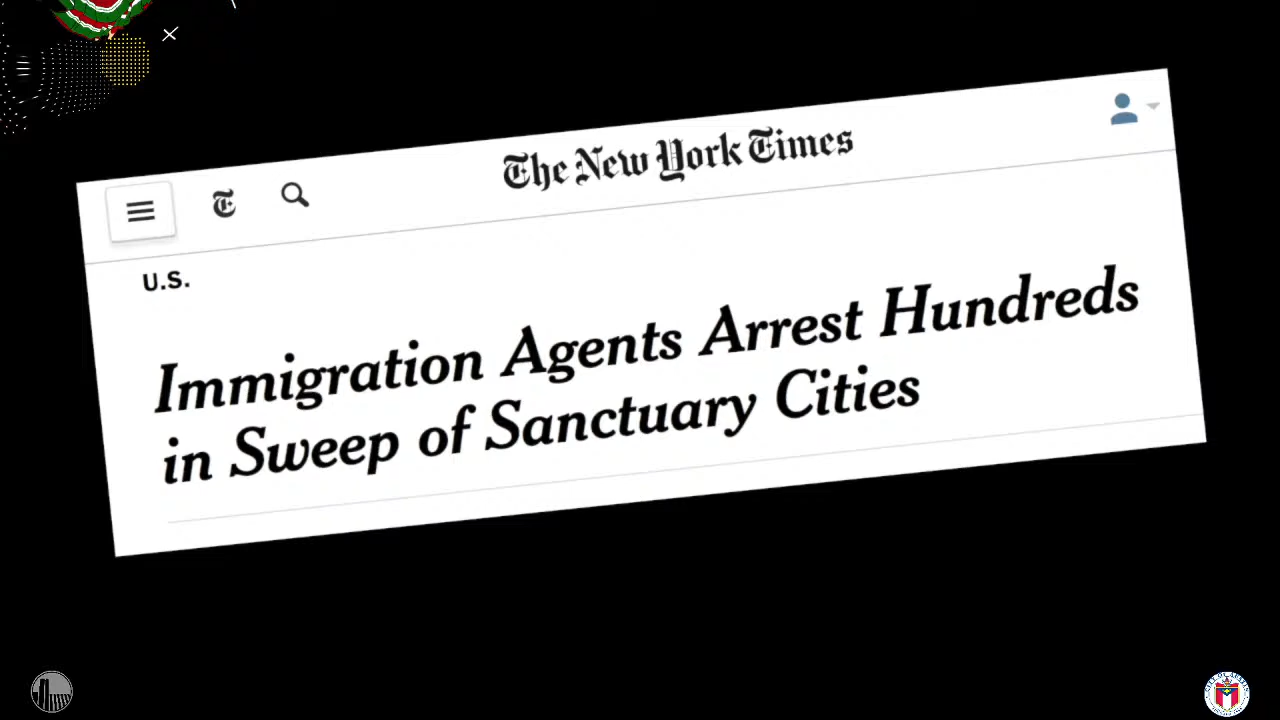 The New York Times
U.S.
Immigration Agents Arrest Hundreds
in Sweep of Sanctuary Cities